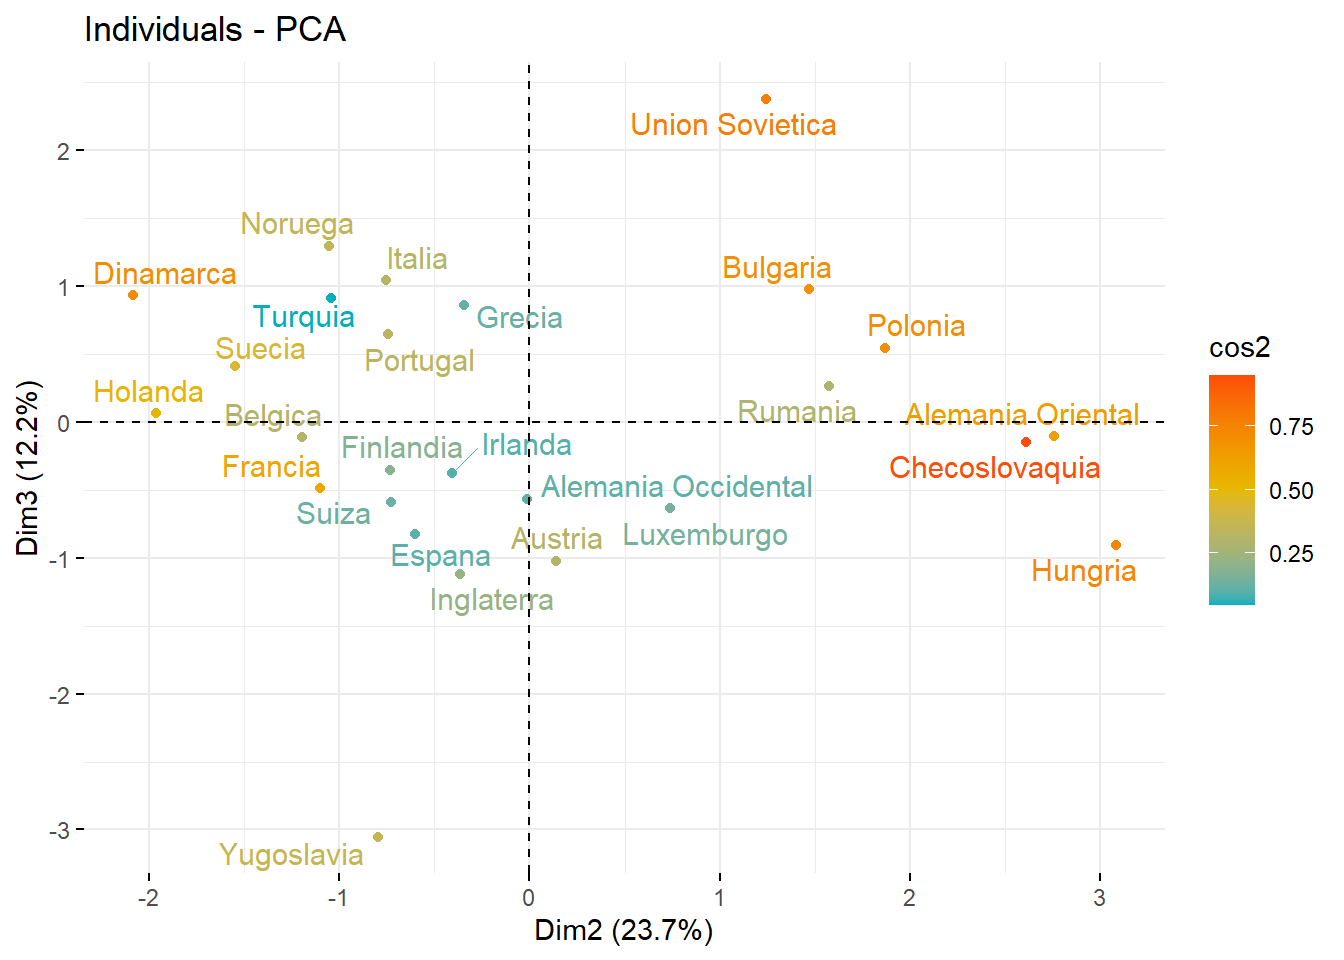 Individuals - PCA
Union Sovietica
Noruega
Italia
Dinamarca
Bulgaria
Turquia
Grecia
Polonia
Suecia
Portugal
Holanda
Belgica
Rumania
Alemania Oriental
Finlandia
Irlanda
Francia
Checoslovaquia
Alemania Occidental
Suiza
Luxemburgo
Austria
Espana
Hungria
Inglaterra
Yugoslavia
2
1
0
-1
-2
-3
Dim3 (12.2%)
-2
-1
0
1
2
3
Dim2 (23.7%)
cos2
0.75
0.50
0.25